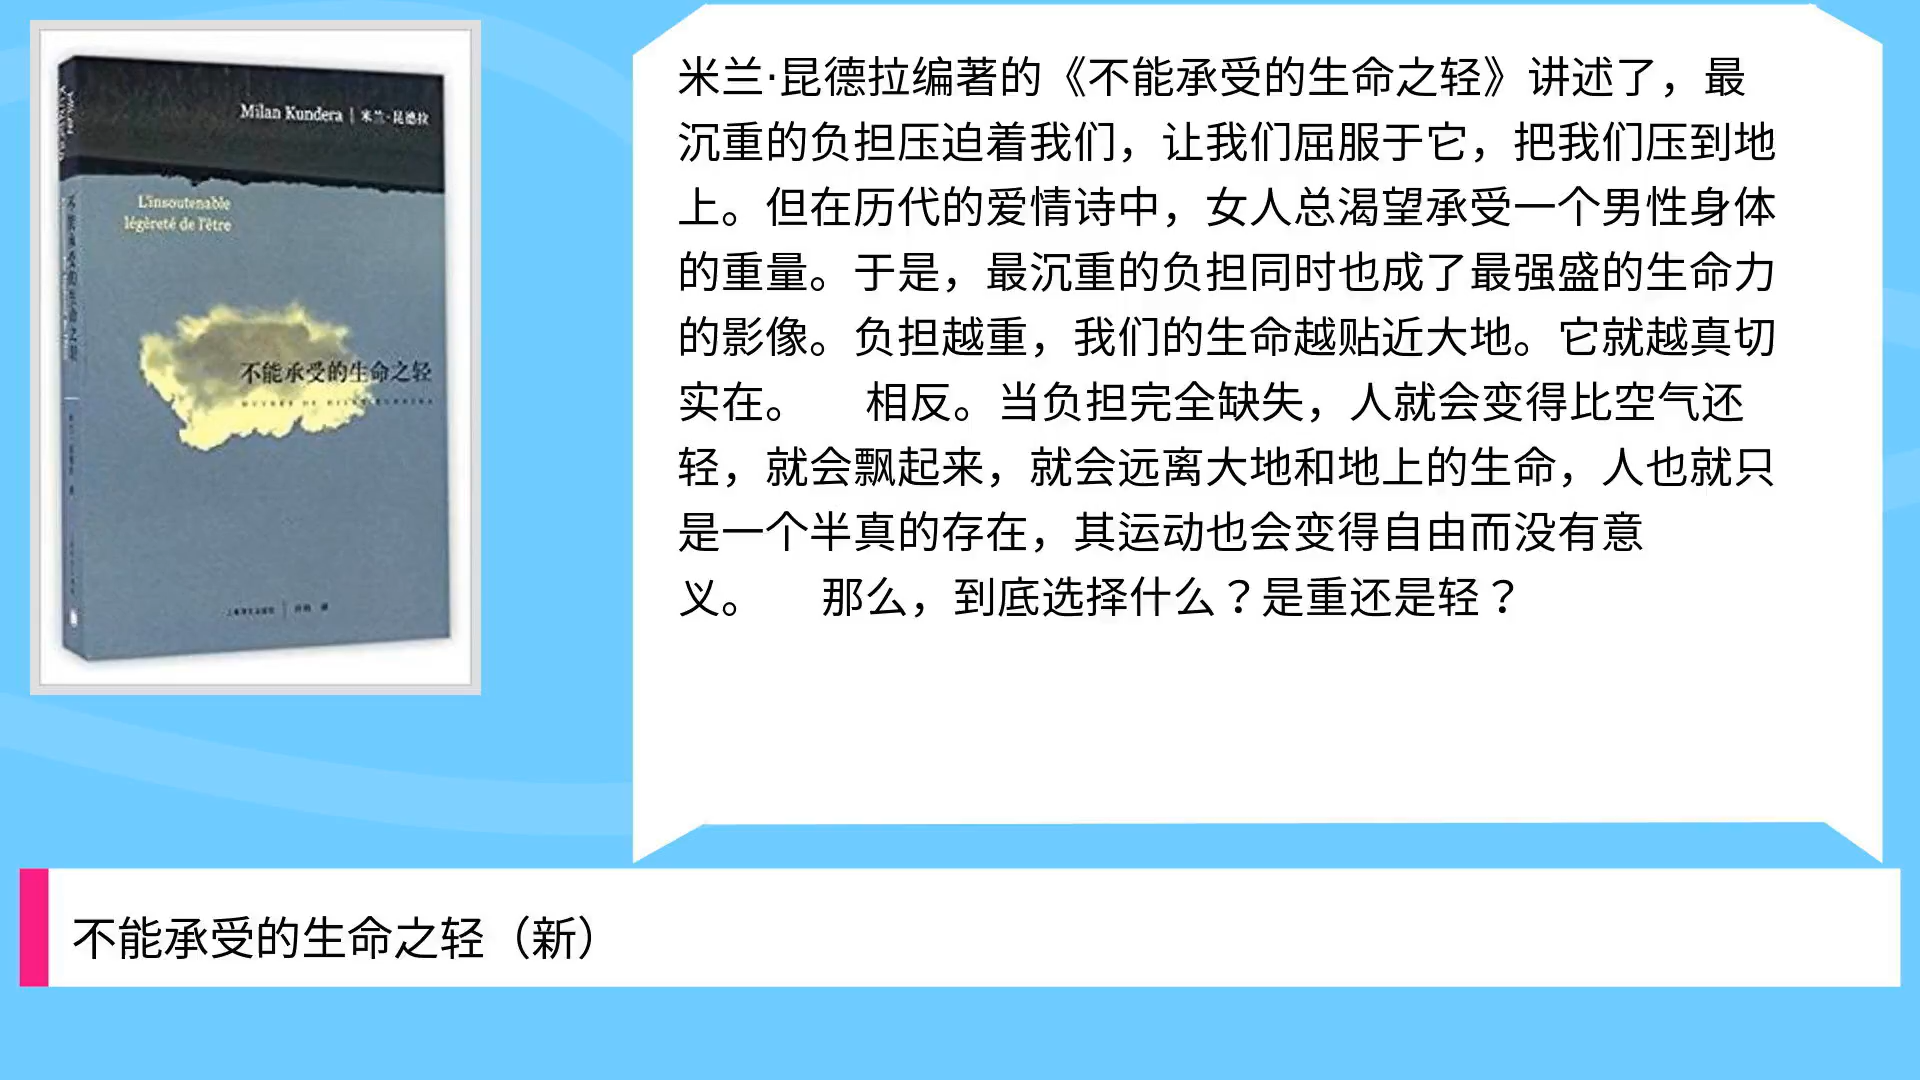 Milan Kundera | 米兰·昆德拉
L'insoutenable
légèreté de l'être
不能承受的生命之轻
米兰·昆德拉编著的《不能承受的生命之轻》讲述了，最
沉重的负担压迫着我们，让我们屈服于它，把我们压到地
上。但在历代的爱情诗中，女人总渴望承受一个男性身体
的重量。于是，最沉重的负担同时也成了最强盛的生命力
的影像。负担越重，我们的生命越贴近大地。它就越真切
实在。 相反。当负担完全缺失，人就会变得比空气还
轻，就会飘起来，就会远离大地和地上的生命，人也就只
是一个半真的存在，其运动也会变得自由而没有意
义。 那么，到底选择什么？是重还是轻？
不能承受的生命之轻（新）